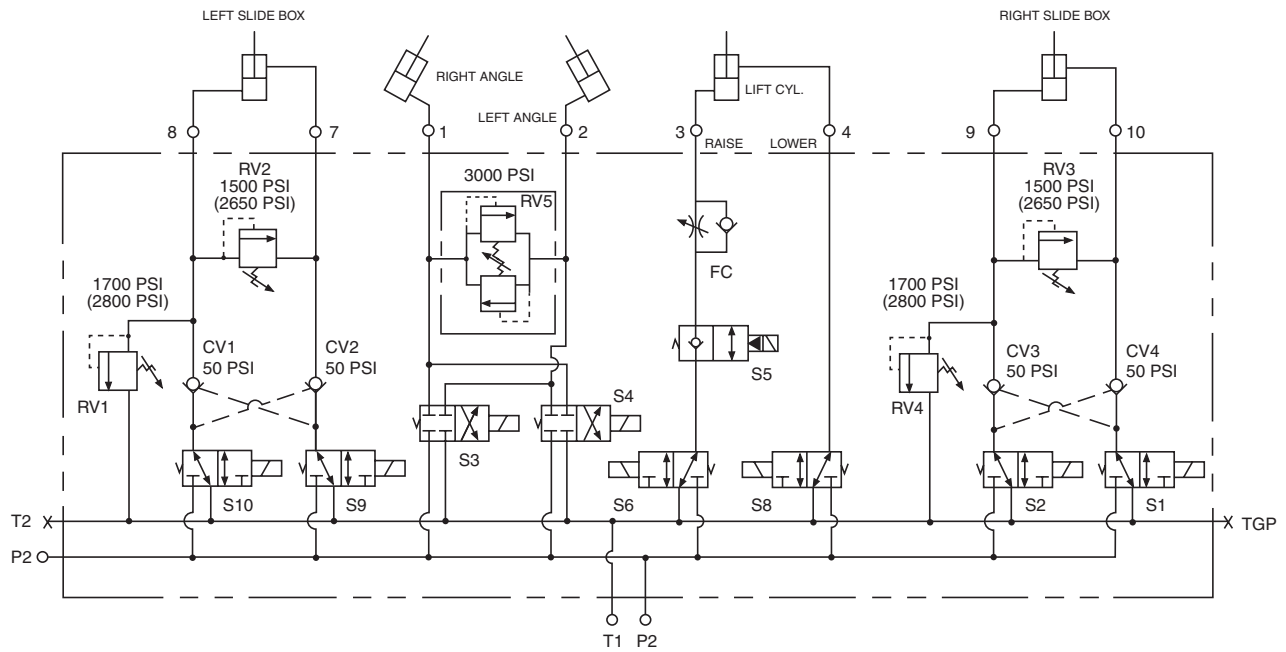 LEFT SLIDE BOX
RIGHT SLIDE BOX
RIGHT ANGLE
LEFT ANGLE
LIFT CYL.
8
7
1
2
3
RAISE
LOWER
4
9
10
RV2
1500 PSI
(2650 PSI)
3000 PSI
RV5
RV3
1500 PSI
(2650 PSI)
FC
1700 PSI
(2800 PSI)
1700 PSI
(2800 PSI)
CV1
50 PSI
CV2
50 PSI
CV3
50 PSI
CV4
50 PSI
RV1
RV4
S5
S4
S3
S10
S9
S6
S8
S2
S1
T2
TGP
P2
T1
P2